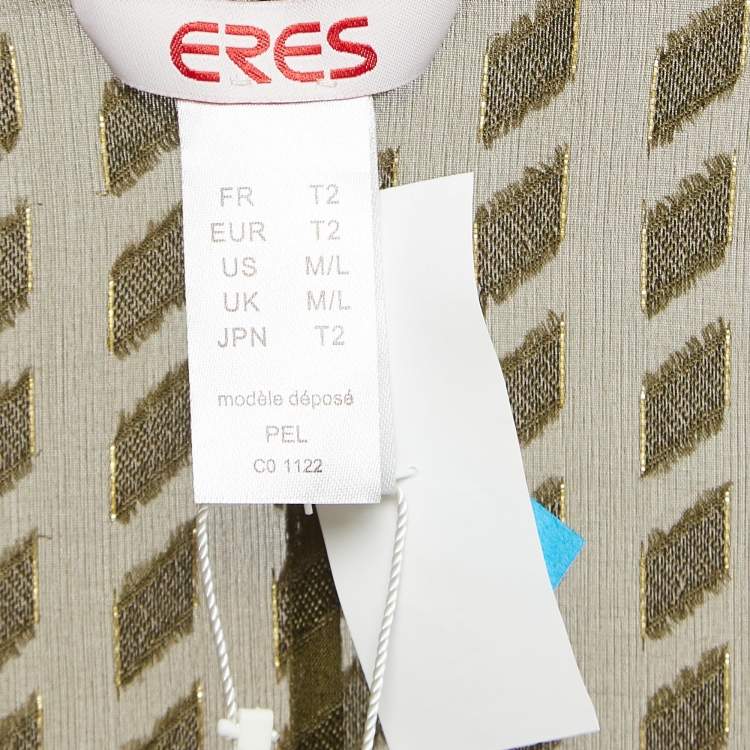 ERES
FR T2
EUR T2
US M/L
UK M/L
JPN T2
modèle déposé
PEL
C0 1122